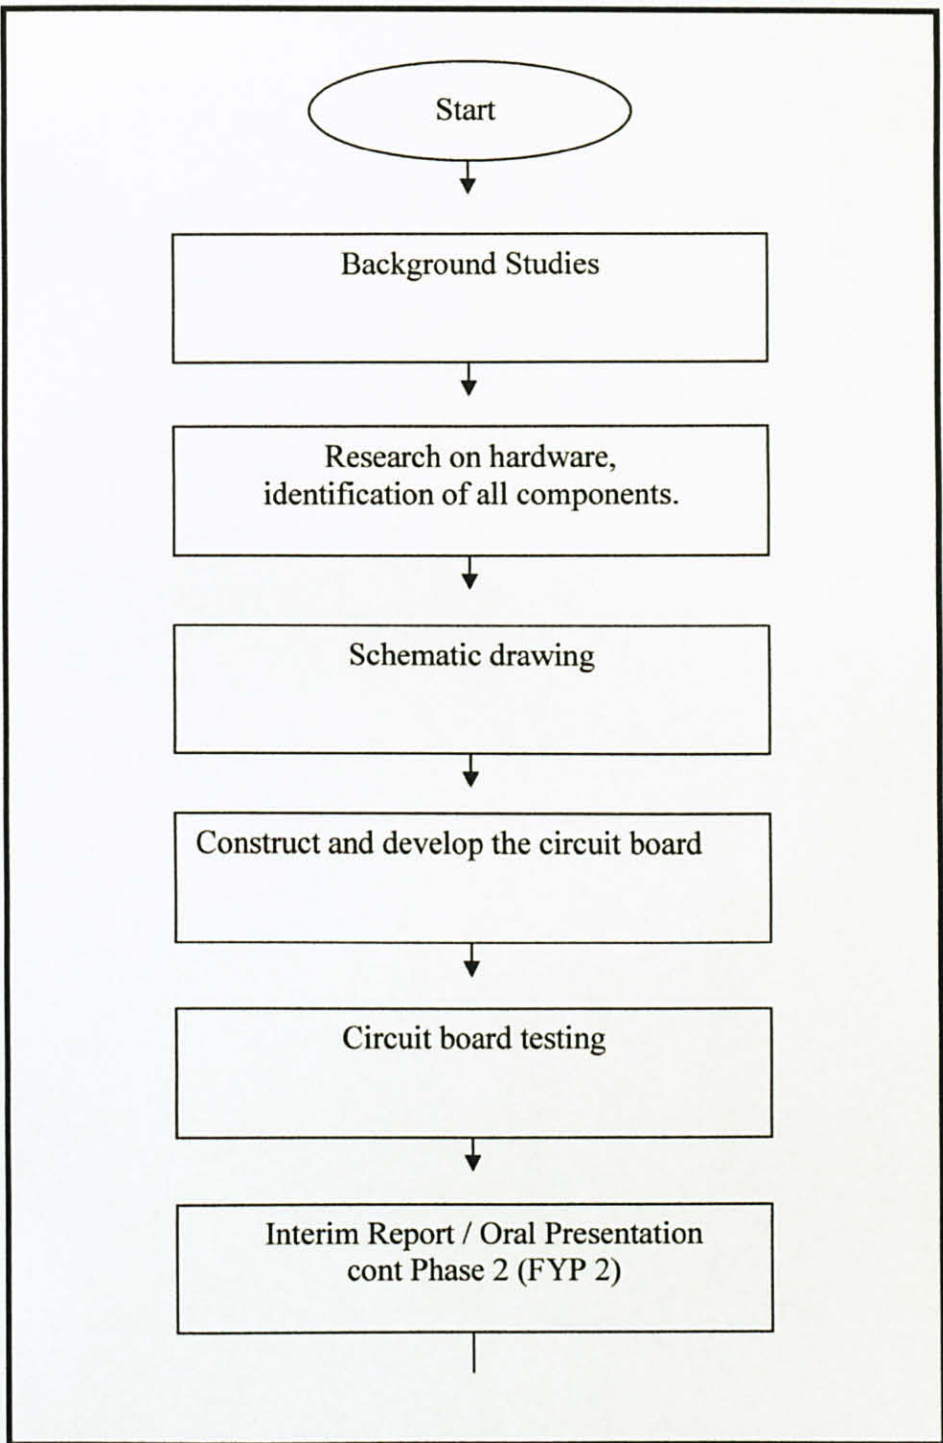 Start
Background Studies
Research on hardware,
identification of all components.
Schematic drawing
Construct and develop the circuit board
Circuit board testing
Interim Report / Oral Presentation
cont Phase 2 (FYP 2)